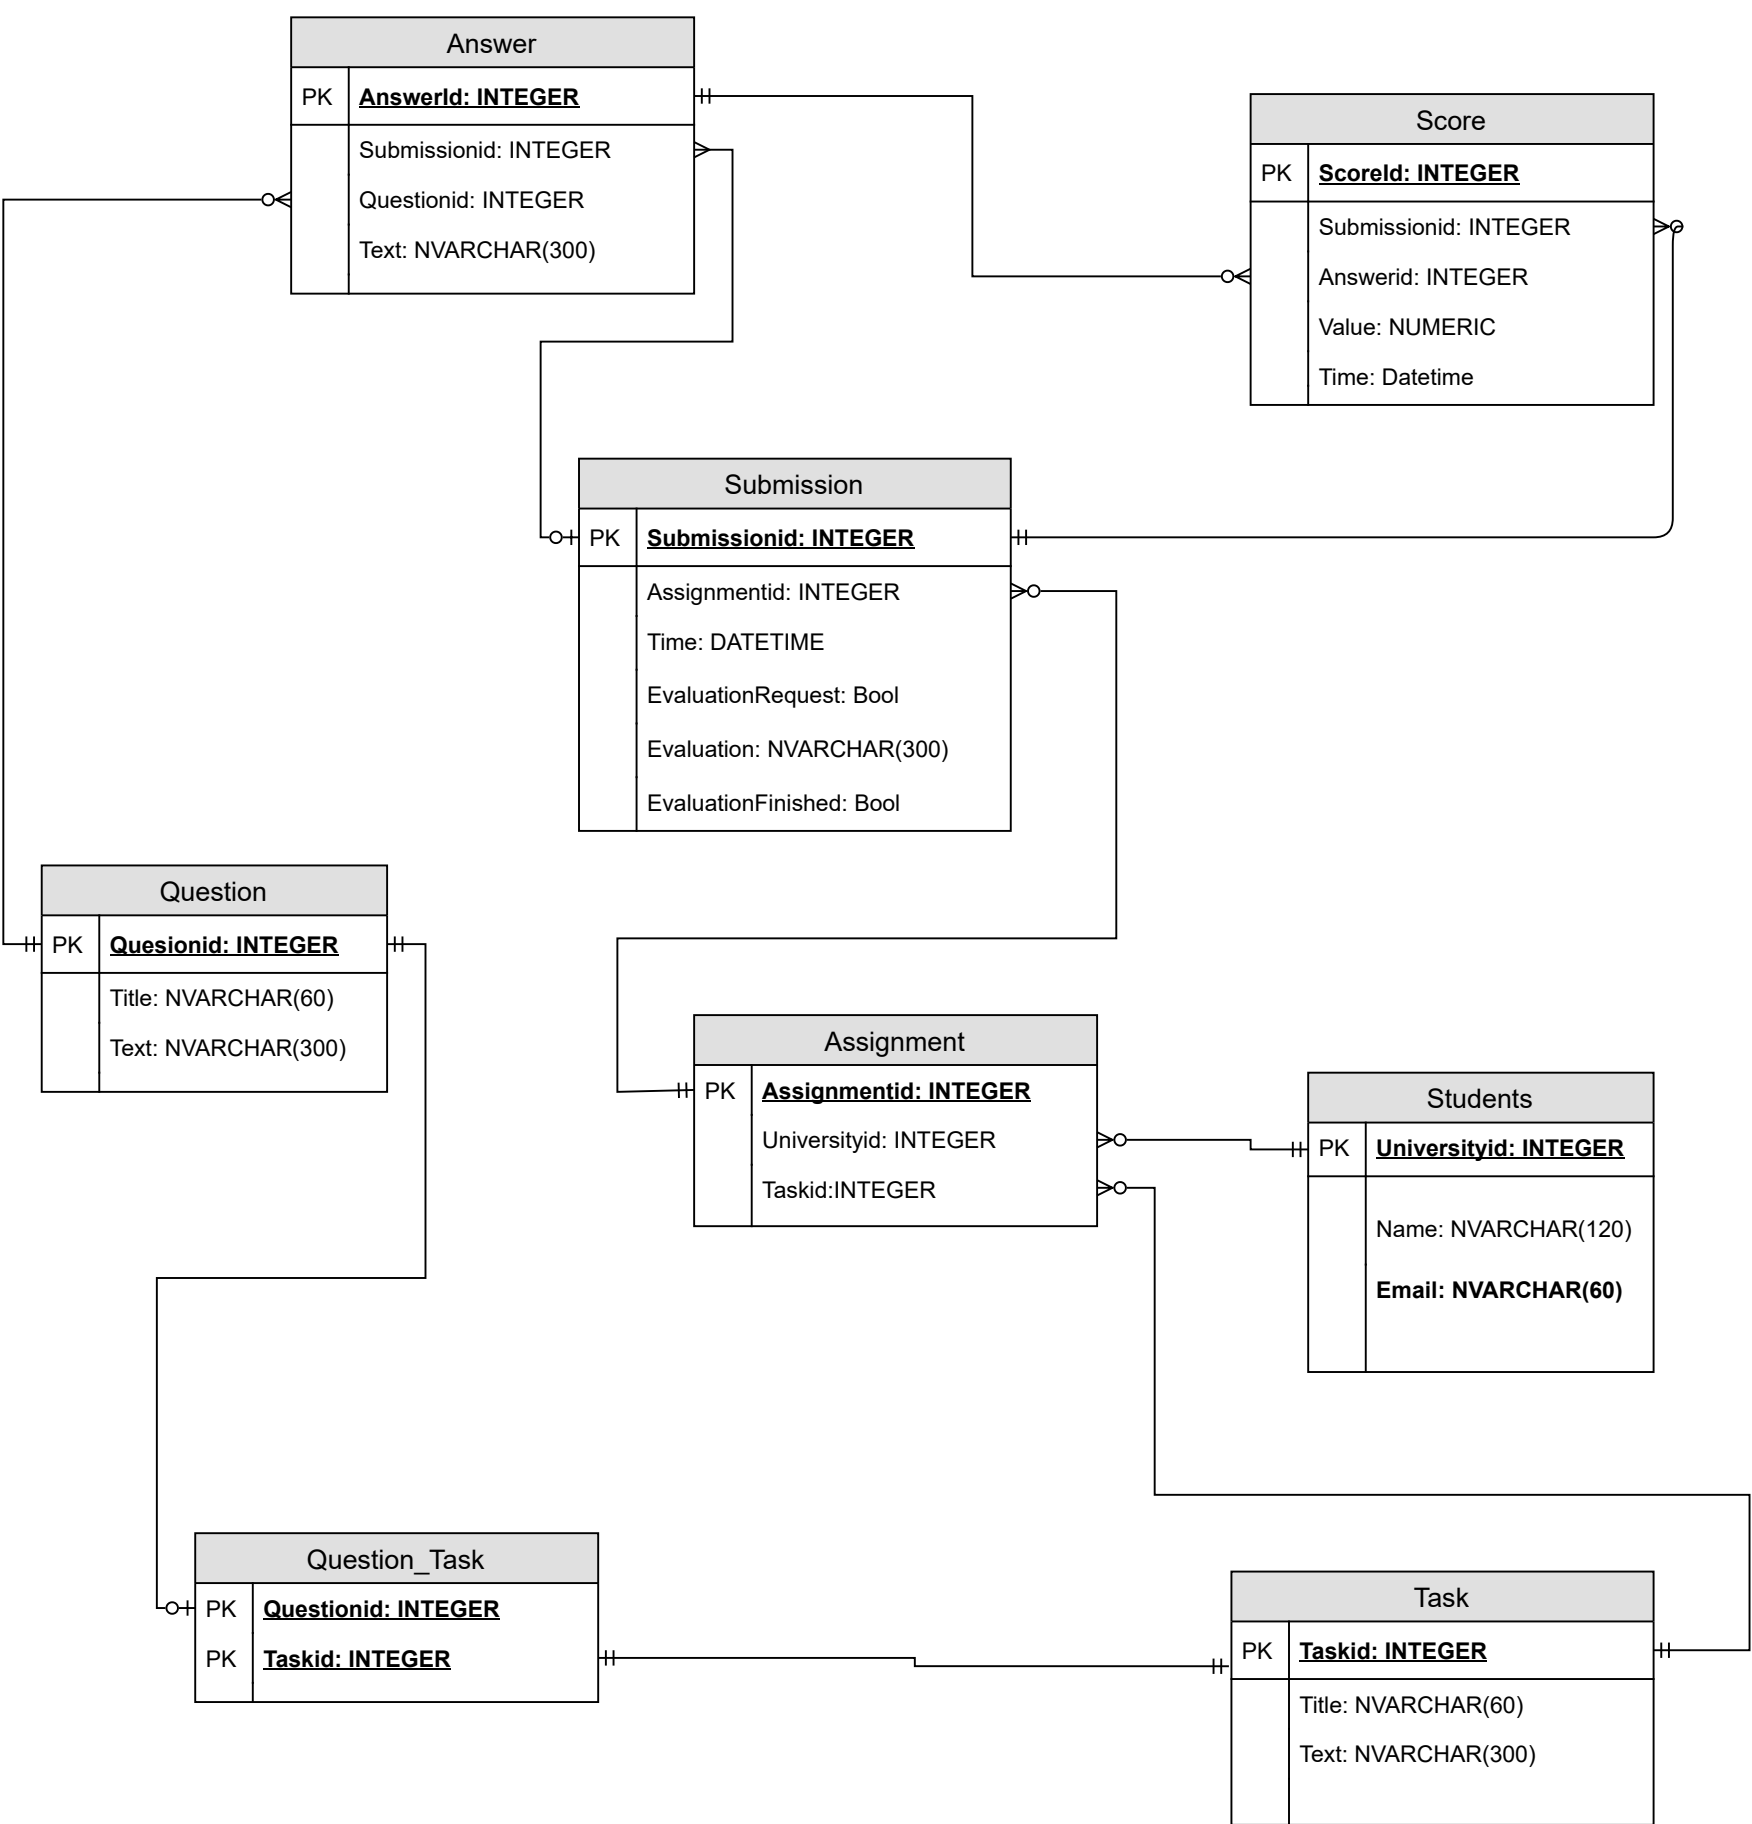 Answer
PK AnswerId: INTEGER
Submissionid: INTEGER
Questionid: INTEGER
Text: NVARCHAR(300)
Score
PK ScoreId: INTEGER
Submissionid: INTEGER
Answerid: INTEGER
Value: NUMERIC
Time: Datetime
Submission
PK Submissionid: INTEGER
Assignmentid: INTEGER
Time: DATETIME
EvaluationRequest: Bool
Evaluation: NVARCHAR(300)
EvaluationFinished: Bool
Question
PK Quesionid: INTEGER
Title: NVARCHAR(60)
Text: NVARCHAR(300)
Assignment
PK Assignmentid: INTEGER
Universityid: INTEGER
Taskid:INTEGER
Students
PK Universityid: INTEGER
Name: NVARCHAR(120)
Email: NVARCHAR(60)
Question_Task
PK Questionid: INTEGER
PK Taskid: INTEGER
Task
PK Taskid: INTEGER
Title: NVARCHAR(60)
Text: NVARCHAR(300)